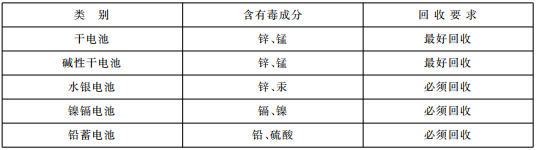 类 别 含有毒成分 回收要求
干电池 锌、锰 最好回收
碱性干电池 锌、锰 最好回收
水银电池 锌、汞 必须回收
镍镉电池 镉、镍 必须回收
铅蓄电池 铅、硫酸 必须回收